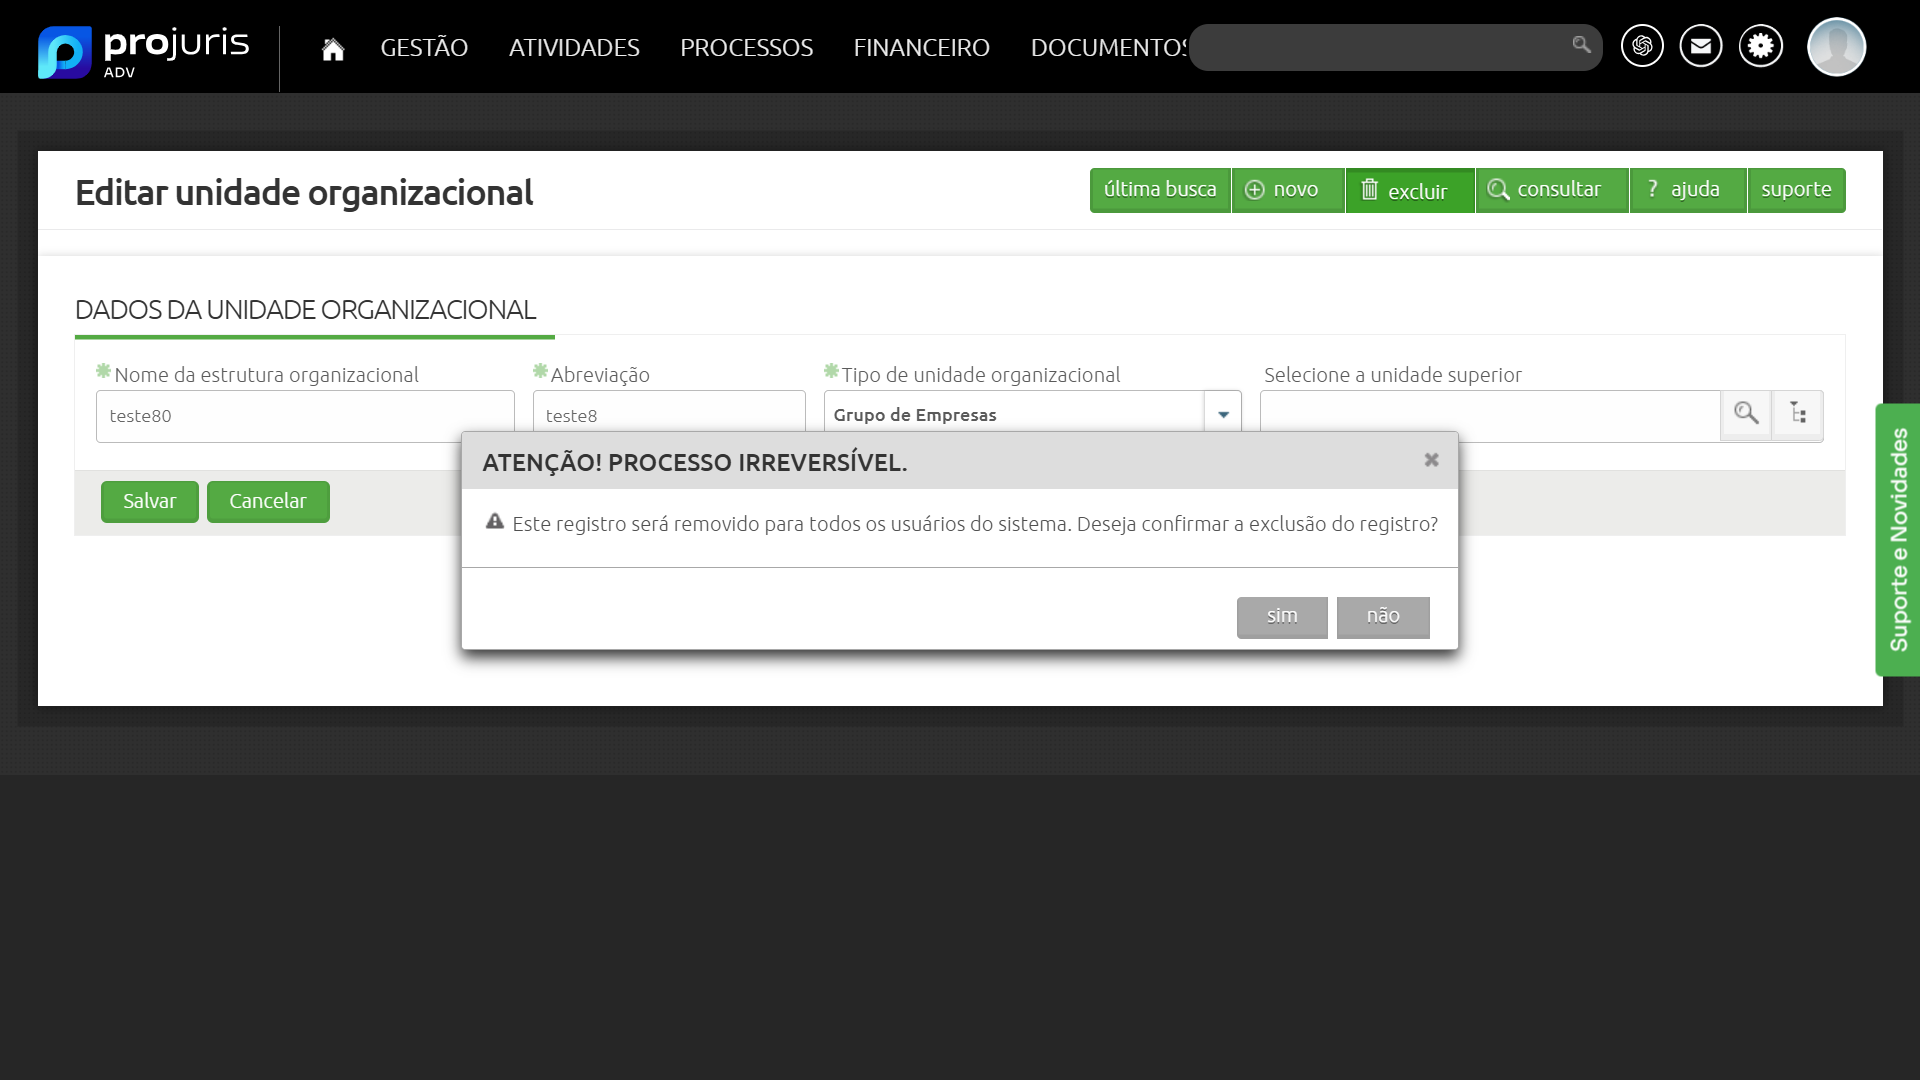 projuris
ADV
GESTÃO ATIVIDADES PROCESSOS FINANCEIRO DOCUMENTOS
Editar unidade organizacional
última busca novo excluir consultar ? ajuda suporte
DADOS DA UNIDADE ORGANIZACIONAL
Nome da estrutura organizacional Abreviação Tipo de unidade organizacional Selecione a unidade superior
teste80 teste8 Grupo de Empresas
ATENÇÃO! PROCESSO IRREVERSÍVEL.
Salvar Cancelar
Este registro será removido para todos os usuários do sistema. Deseja confirmar a exclusão do registro?
sim não
Suporte e Novidades